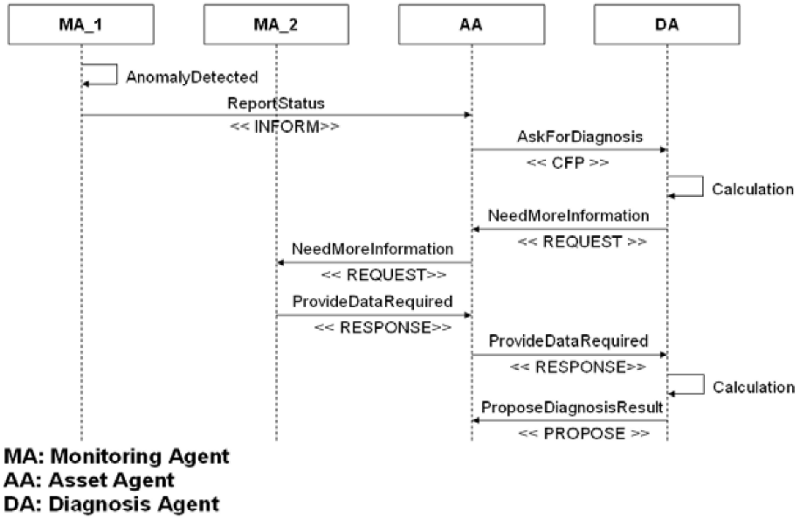 MA_1 MA_2 AA DA
AnomalyDetected
ReportStatus
<< INFORM>>
AskForDiagnosis
<< CFP >>
Calculation
NeedMoreInformation
<< REQUEST >>
NeedMoreInformation
<< REQUEST>>
ProvideDataRequired
<< RESPONSE>>
ProvideDataRequired
<< RESPONSE>>
Calculation
ProposeDiagnosisResult
<< PROPOSE >>
MA: Monitoring Agent
AA: Asset Agent
DA: Diagnosis Agent